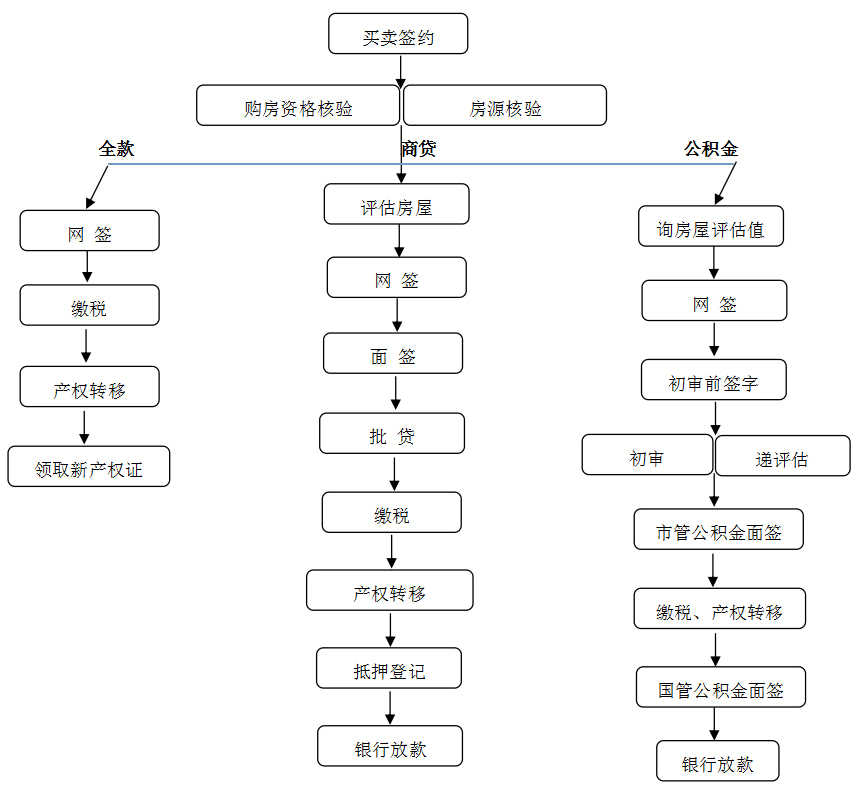 买卖签约
购房资格核验
房源核验
全款
商贷
公积金
网 签
缴税
产权转移
领取新产权证
评估房屋
网 签
面 签
批 贷
缴税
产权转移
抵押登记
银行放款
询房屋评估值
网 签
初审前签字
初审
递评估
市管公积金面签
缴税、产权转移
国管公积金面签
银行放款